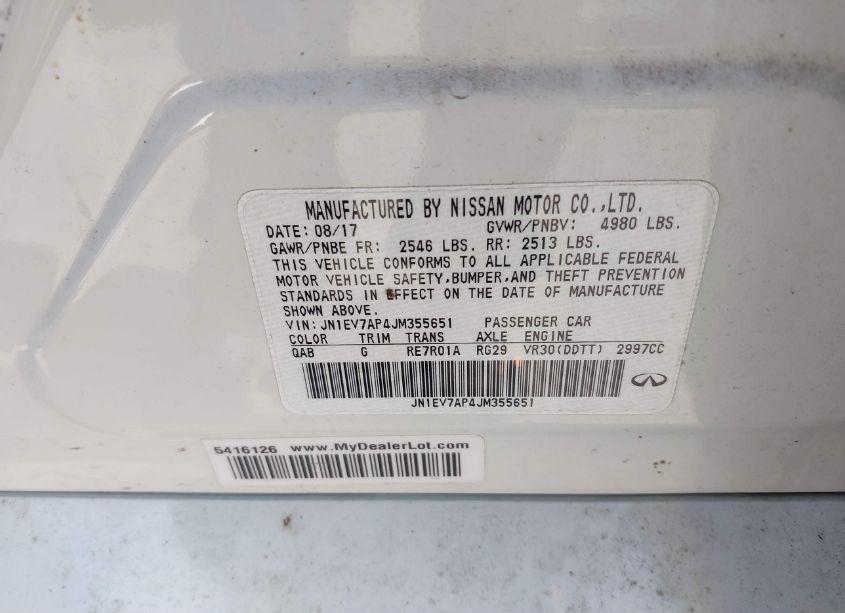 MANUFACTURED BY NISSAN MOTOR CO.,LTD.
DATE: 08/17 GVWR/PNBV: 4980 LBS.
GAWR/PNBE FR: 2546 LBS. RR: 2513 LBS.
THIS VEHICLE CONFORMS TO ALL APPLICABLE FEDERAL
MOTOR VEHICLE SAFETY,BUMPER,AND THEFT PREVENTION
STANDARDS IN EFFECT ON THE DATE OF MANUFACTURE
SHOWN ABOVE.
VIN:JN1EV7AP4JM355651 PASSENGER CAR
COLOR TRIM TRANS AXLE ENGINE
QAB G RE7R01A RG29 VR30(DDTT) 2997CC
JN1EV7AP4JM355651
5416126 www.MyDealerLot.com